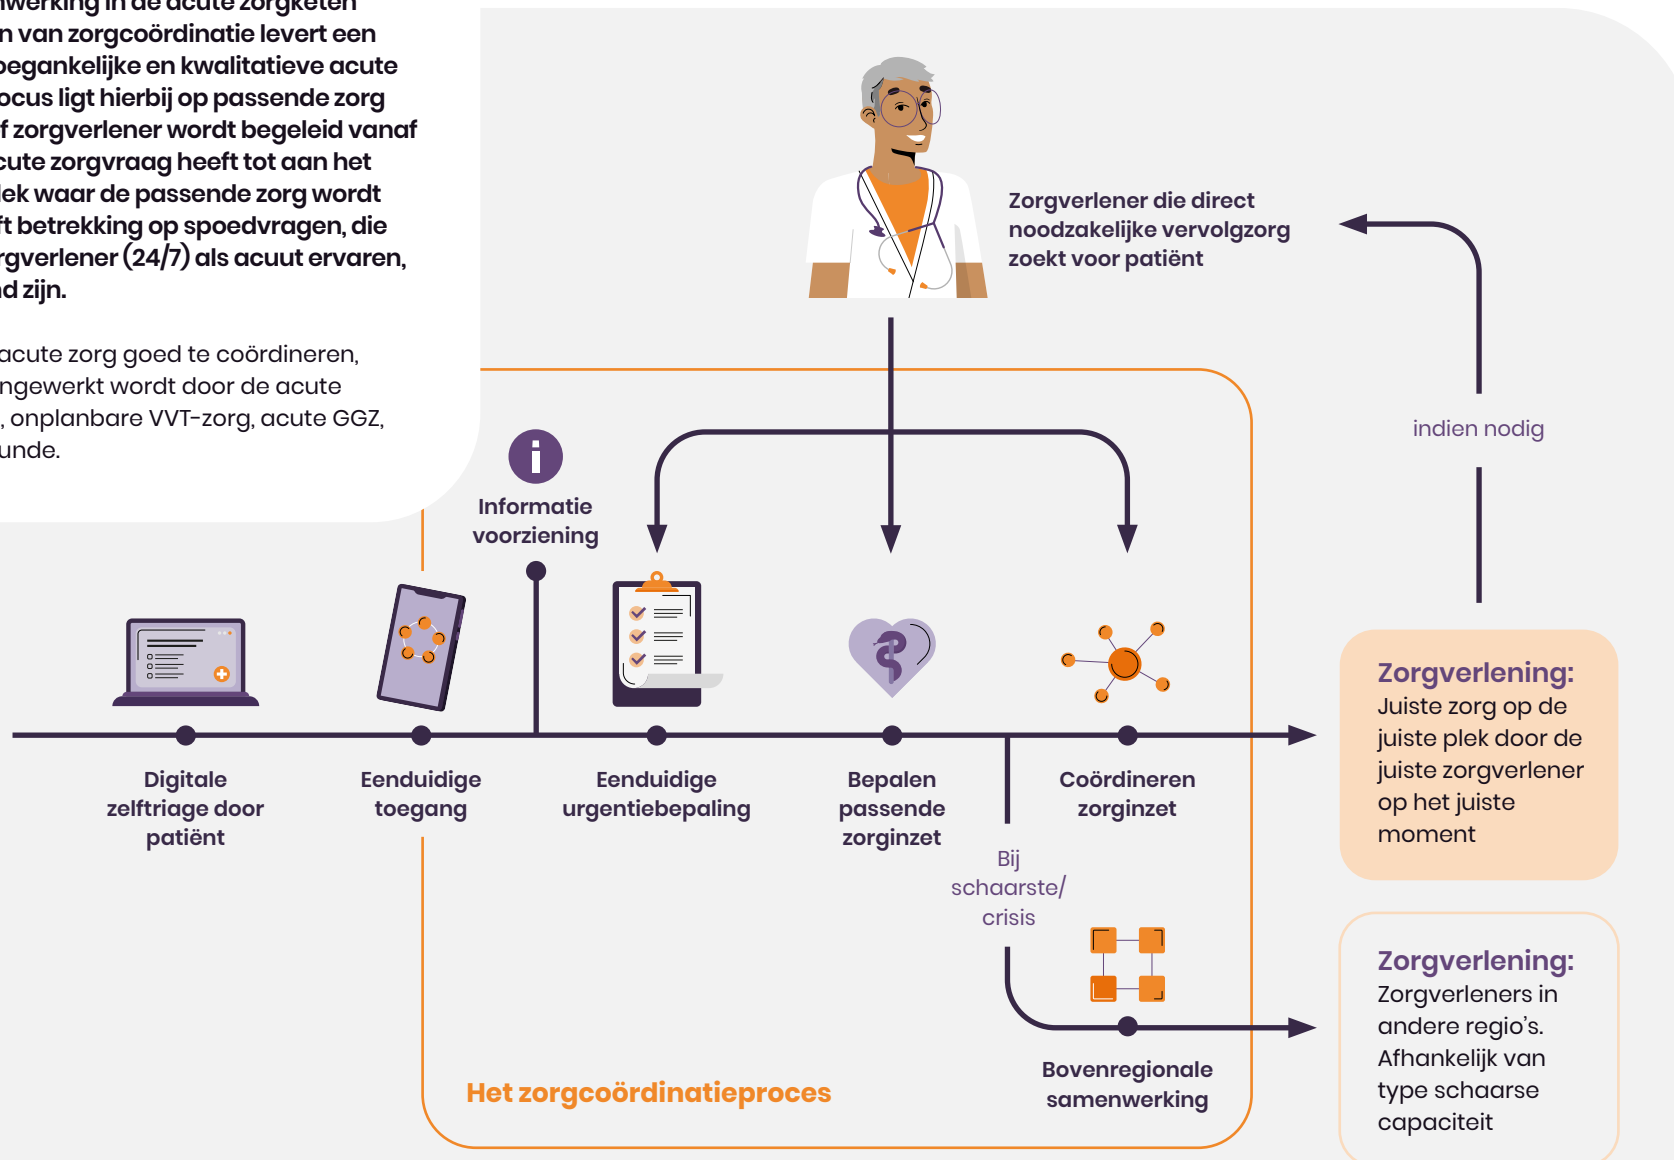 nwerking in de acute zorgketen
n van zorgcoördinatie levert een
oegankelijke en kwalitatieve acute
ocus ligt hierbij op passende zorg
f zorgverlener wordt begeleid vanaf
cute zorgvraag heeft tot aan het
lek waar de passende zorg wordt
ft betrekking op spoedvragen, die
rgverlener (24/7) als acuut ervaren,
nd zijn.
acute zorg goed te coördineren,
ngewerkt wordt door de acute
, onplanbare VVT-zorg, acute GGZ,
unde.
Zorgverlener die direct
noodzakelijke vervolgzorg
zoekt voor patiënt
indien nodig
Informatie
voorziening
Digitale
zelftriage door
patiënt
Eenduidige
toegang
Eenduidige
urgentiebepaling
Bepalen
passende
zorginzet
Coördineren
zorginzet
Bij
schaarste/
crisis
Bovenregionale
samenwerking
Het zorgcoördinatieproces
Zorgverlening:
Juiste zorg op de
juiste plek door de
juiste zorgverlener
op het juiste
moment
Zorgverlening:
Zorgverleners in
andere regio's.
Afhankelijk van
type schaarse
capaciteit